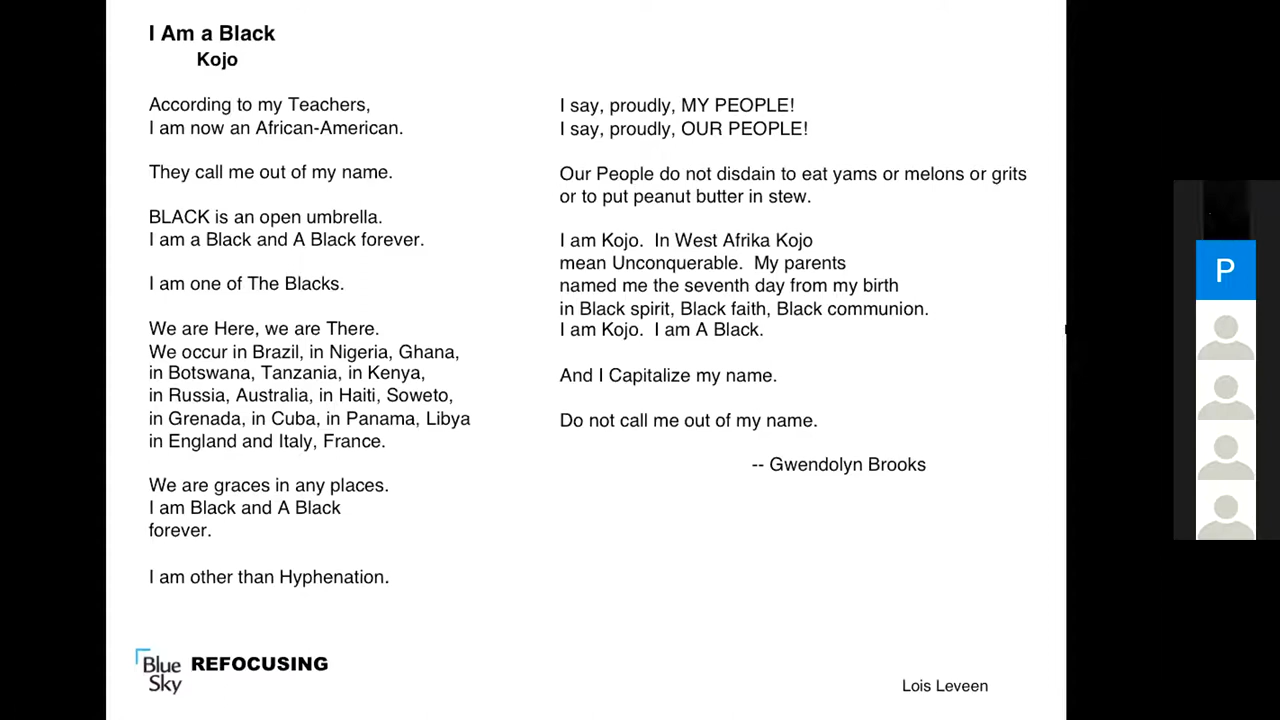 I Am a Black
Kojo
According to my Teachers,
I am now an African-American.
They call me out of my name.
BLACK is an open umbrella.
I am a Black and A Black forever.
I am one of The Blacks.
We are Here, we are There.
We occur in Brazil, in Nigeria, Ghana,
in Botswana, Tanzania, in Kenya,
in Russia, Australia, in Haiti, Soweto,
in Grenada, in Cuba, in Panama, Libya
in England and Italy, France.
We are graces in any places.
I am Black and A Black
forever.
I am other than Hyphenation.
I say, proudly, MY PEOPLE!
I say, proudly, OUR PEOPLE!
Our People do not disdain to eat yams or melons or grits
or to put peanut butter in stew.
I am Kojo.  In West Afrika Kojo
mean Unconquerable.  My parents
named me the seventh day from my birth
in Black spirit, Black faith, Black communion.
I am Kojo.  I am A Black.
And I Capitalize my name.
Do not call me out of my name.
-- Gwendolyn Brooks
Blue
Sky
REFOCUSING
Lois Leveen
P